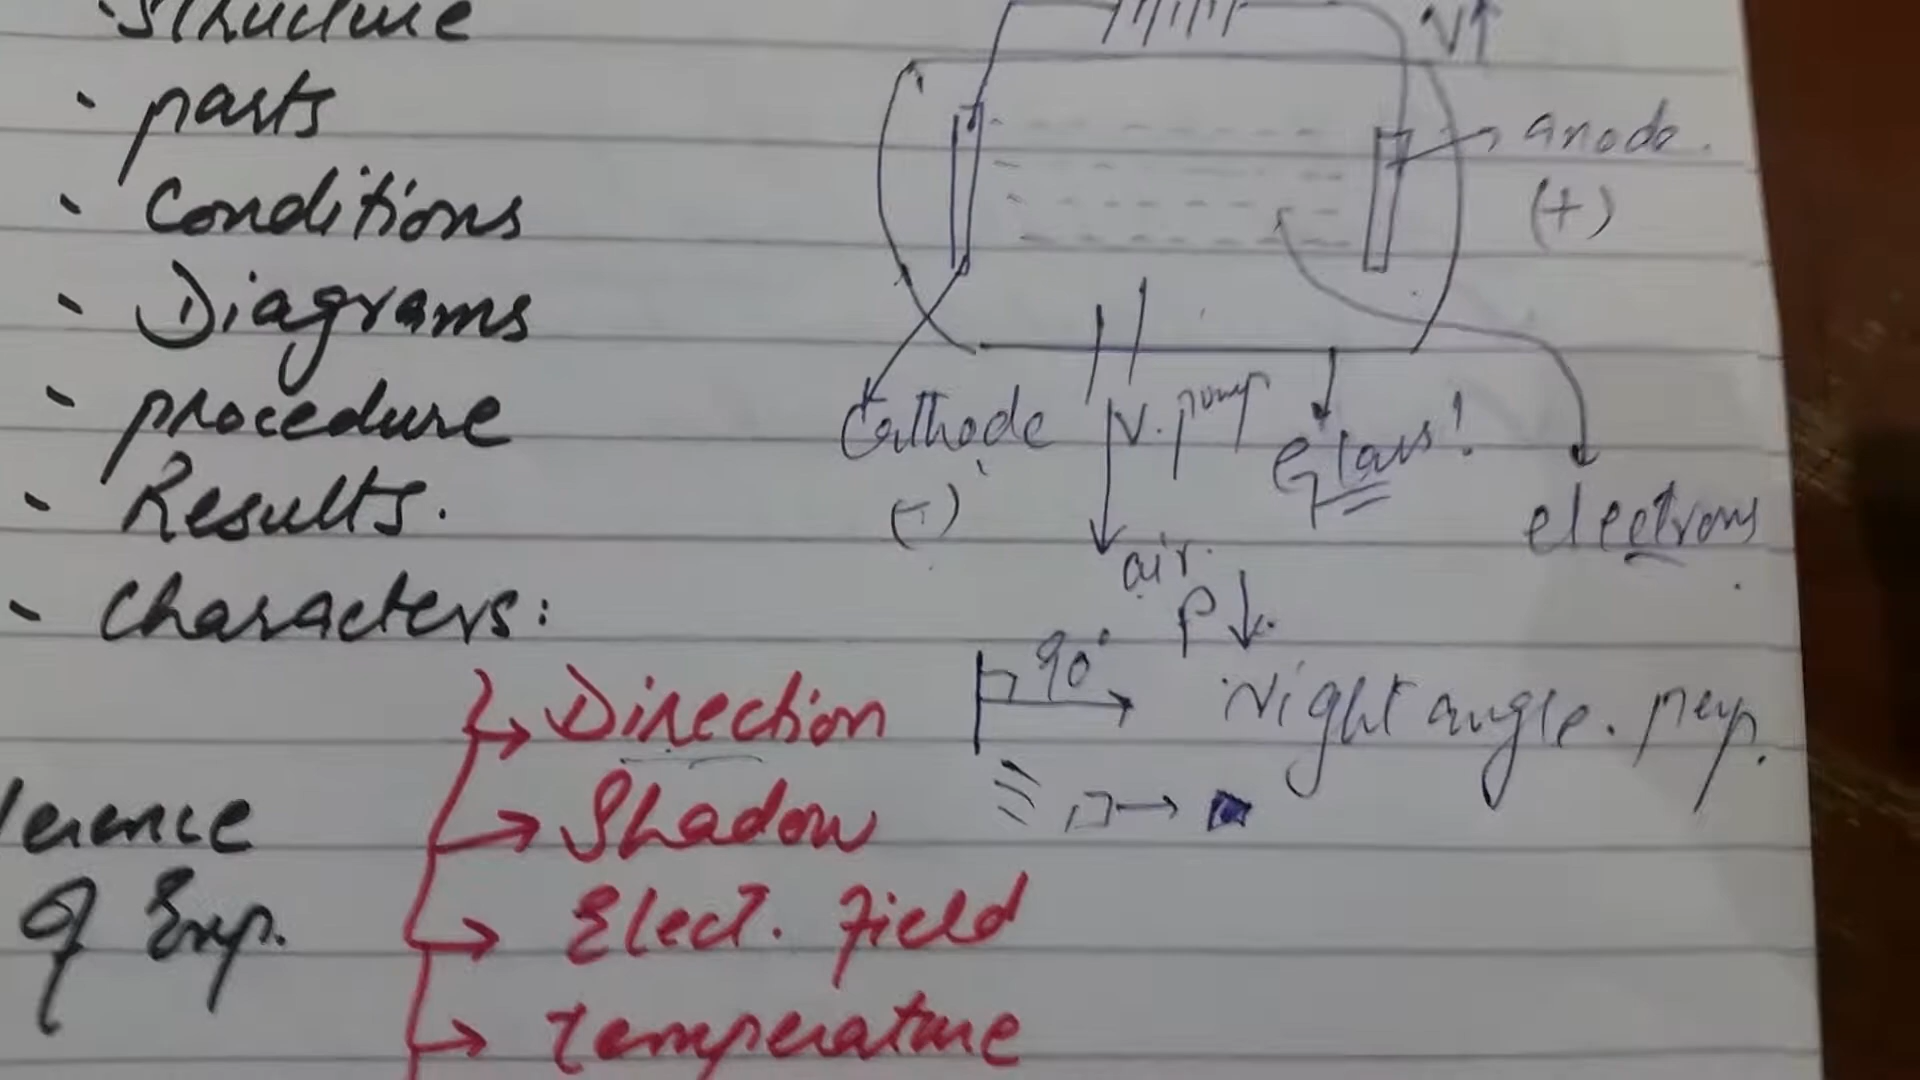 · Structure
· parts
· Conditions
· Diagrams
· procedure
· Results.
· Characters:
V↑
anode.
(+)
Cathode
(-)
V. pump
glass!
electrons
air.
P↓.
→ Direction
90°
right angle. perp.
→ Shadow
→ Elect. field
of Exp.
→ temperature